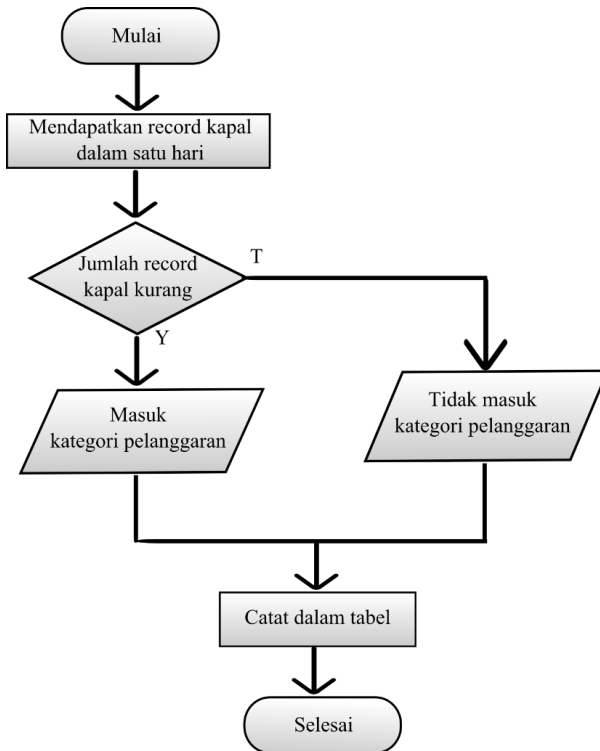 Mulai
Mendapatkan record kapal
dalam satu hari
Jumlah record
kapal kurang
T
Y
Masuk
kategori pelanggaran
Tidak masuk
kategori pelanggaran
Catat dalam tabel
Selesai